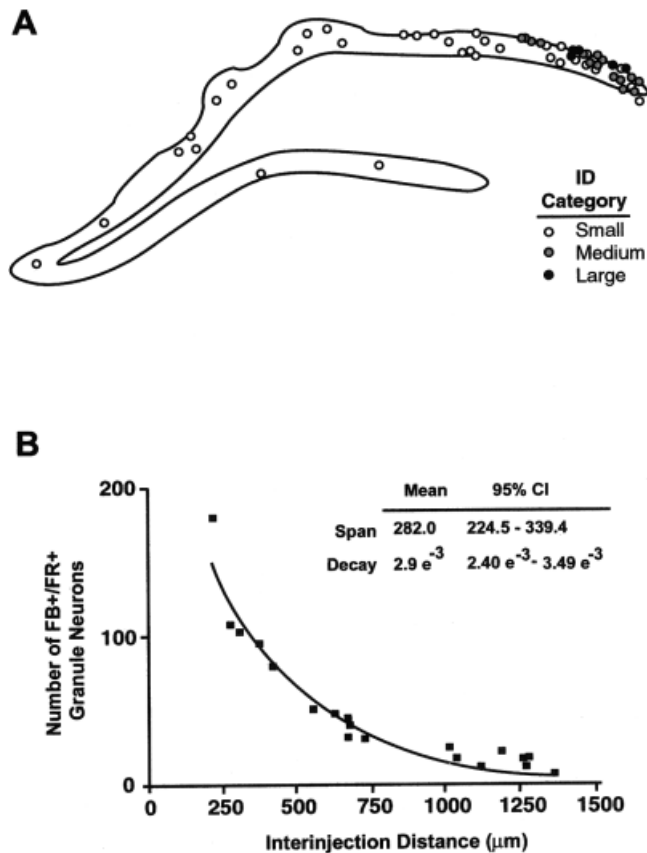 A
ID
Category
Small
Medium
Large
B
Number of FB+/FR+
Granule Neurons
200
100
0
Mean 95% CI
Span 282.0 224.5 - 339.4
Decay 2.9 e-3 2.40 e-3 - 3.49 e-3
0 250 500 750 1000 1250 1500
Interinjection Distance (μm)